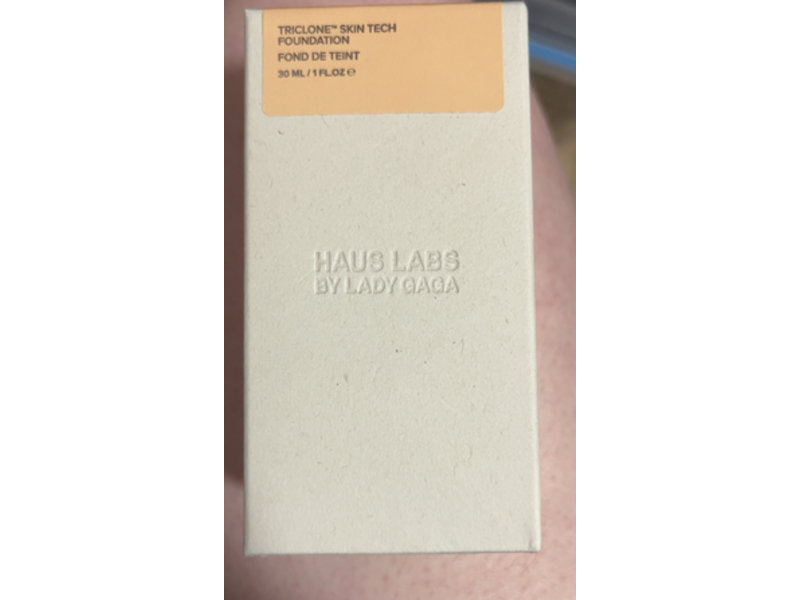 TRICLONE™ SKIN TECH
FOUNDATION
FOND DE TEINT
30 ML / 1 FL.OZ ℮
HAUS LABS
BY LADY GAGA